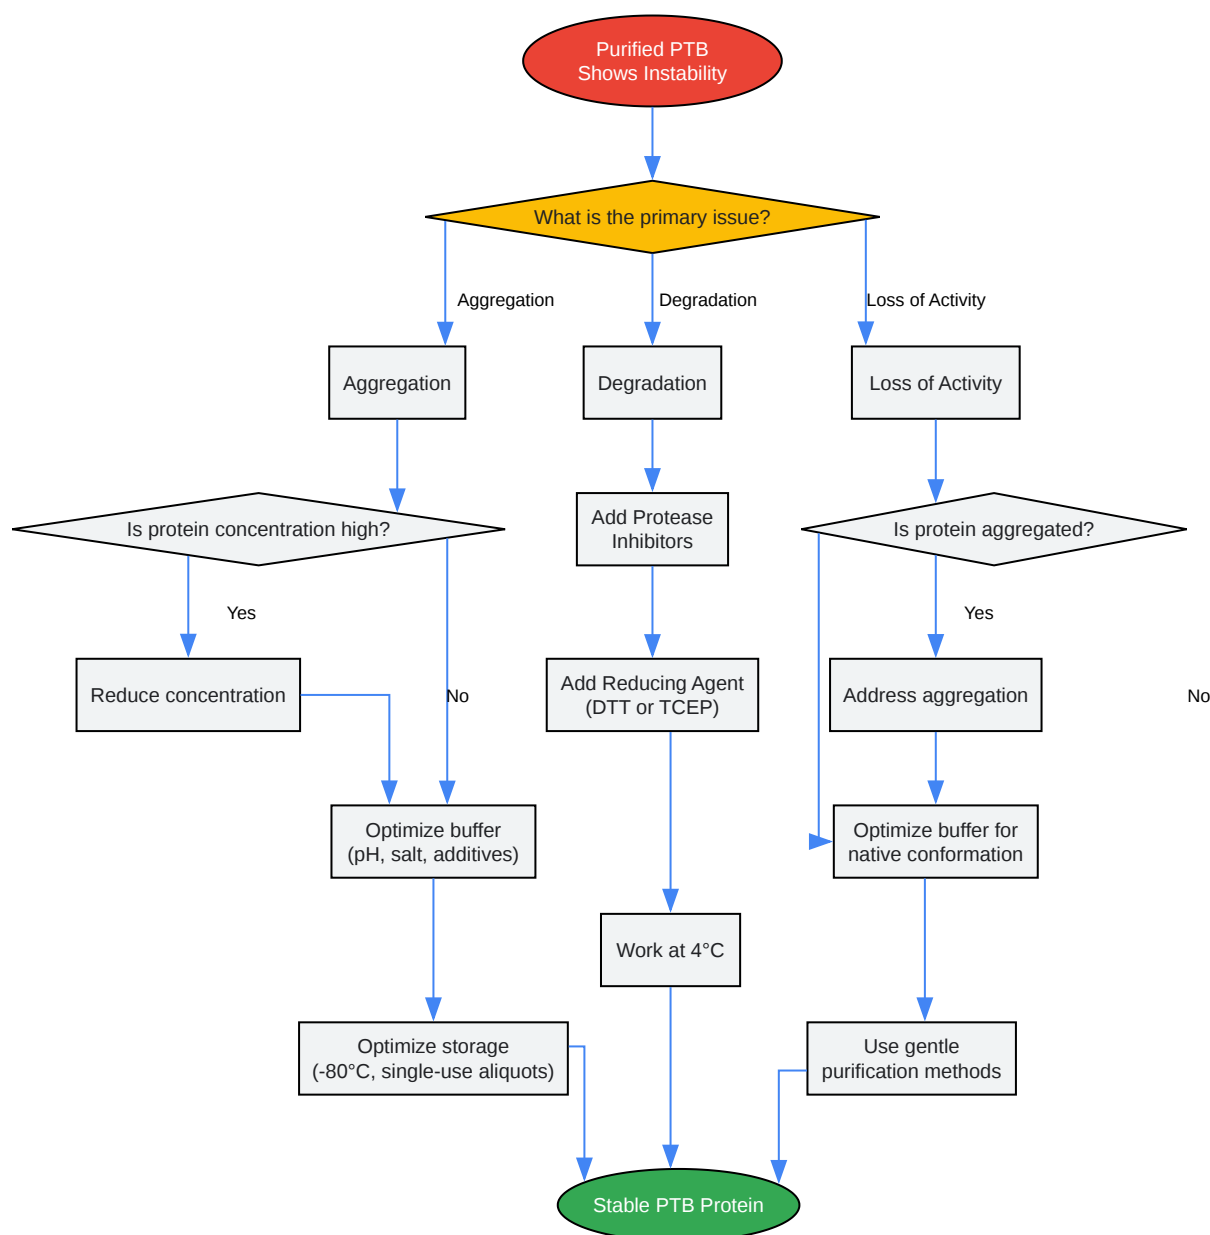 Purified PTB
Shows Instability
What is the primary issue?
Aggregation
Degradation
Loss of Activity
Aggregation
Degradation
Loss of Activity
Is protein concentration high?
Add Protease
Inhibitors
Is protein aggregated?
Yes
Yes
Reduce concentration
No
Add Reducing Agent
(DTT or TCEP)
Address aggregation
No
Optimize buffer
(pH, salt, additives)
Optimize buffer for
native conformation
Work at 4°C
Optimize storage
(-80°C, single-use aliquots)
Use gentle
purification methods
Stable PTB Protein